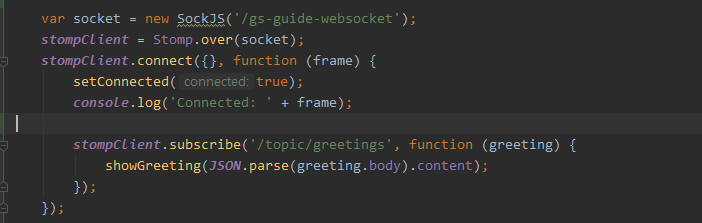 var socket = new SockJS('/gs-guide-websocket');
stompClient = Stomp.over(socket);
stompClient.connect({}, function (frame) {
setConnected( connected: true);
console.log('Connected: ' + frame);
stompClient.subscribe('/topic/greetings', function (greeting) {
showGreeting(JSON.parse(greeting.body).content);
});
});